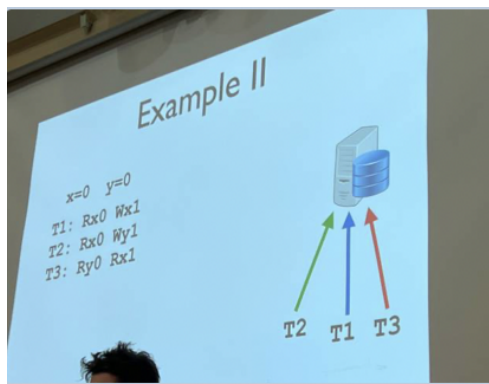 Example II
x=0 y=0
T1: Rx0 Wx1
T2: Rx0 Wy1
T3: Ry0 Rx1
T2 T1 T3